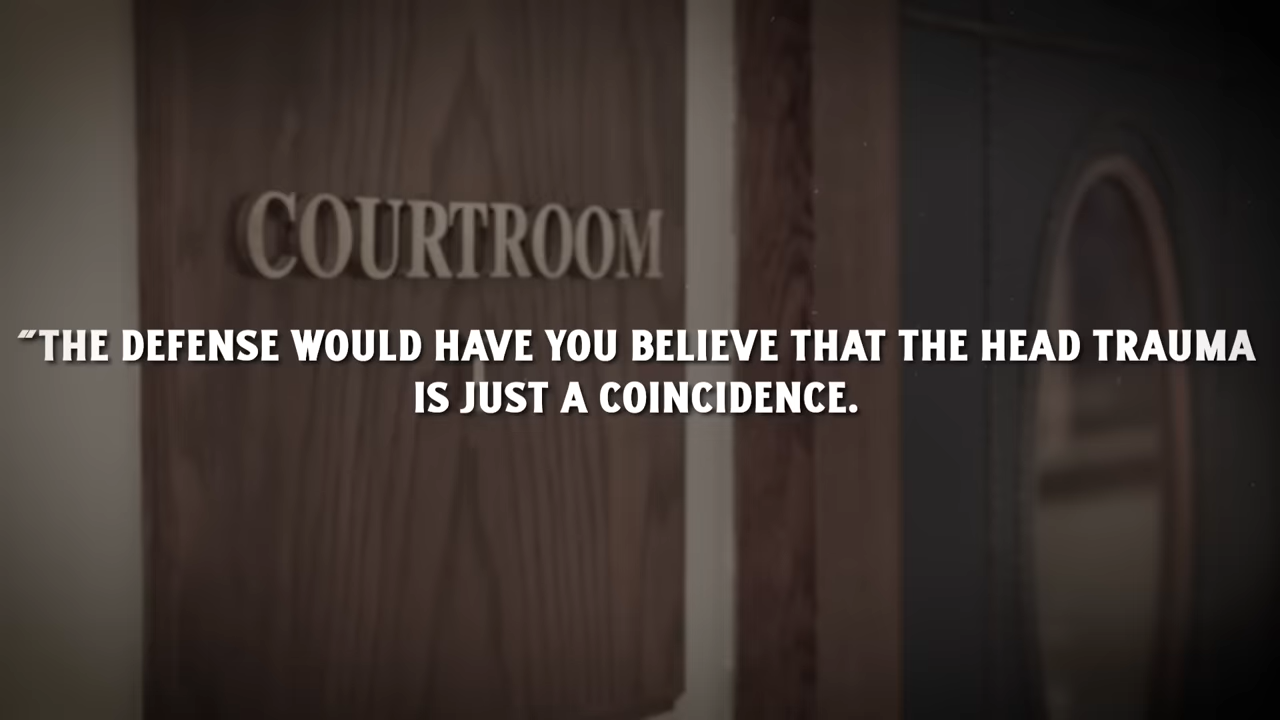 COURTROOM
“THE DEFENSE WOULD HAVE YOU BELIEVE THAT THE HEAD TRAUMA
IS JUST A COINCIDENCE.